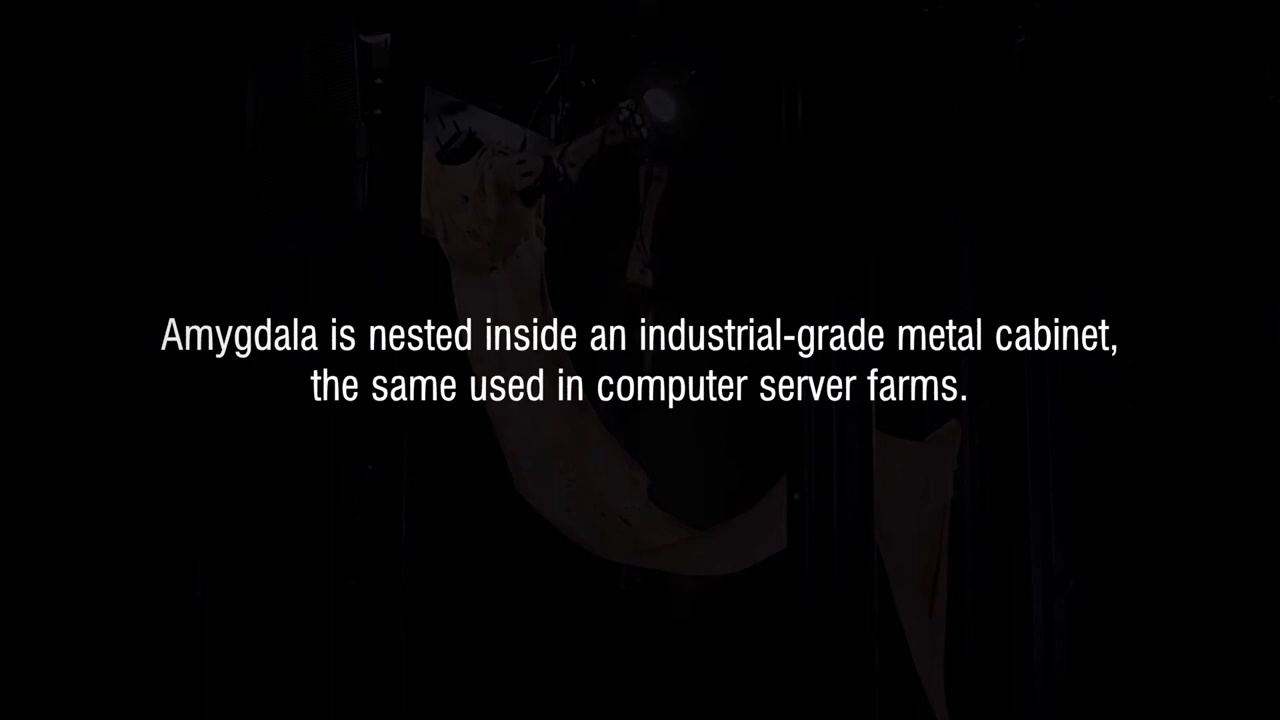 Amygdala is nested inside an industrial-grade metal cabinet,
the same used in computer server farms.